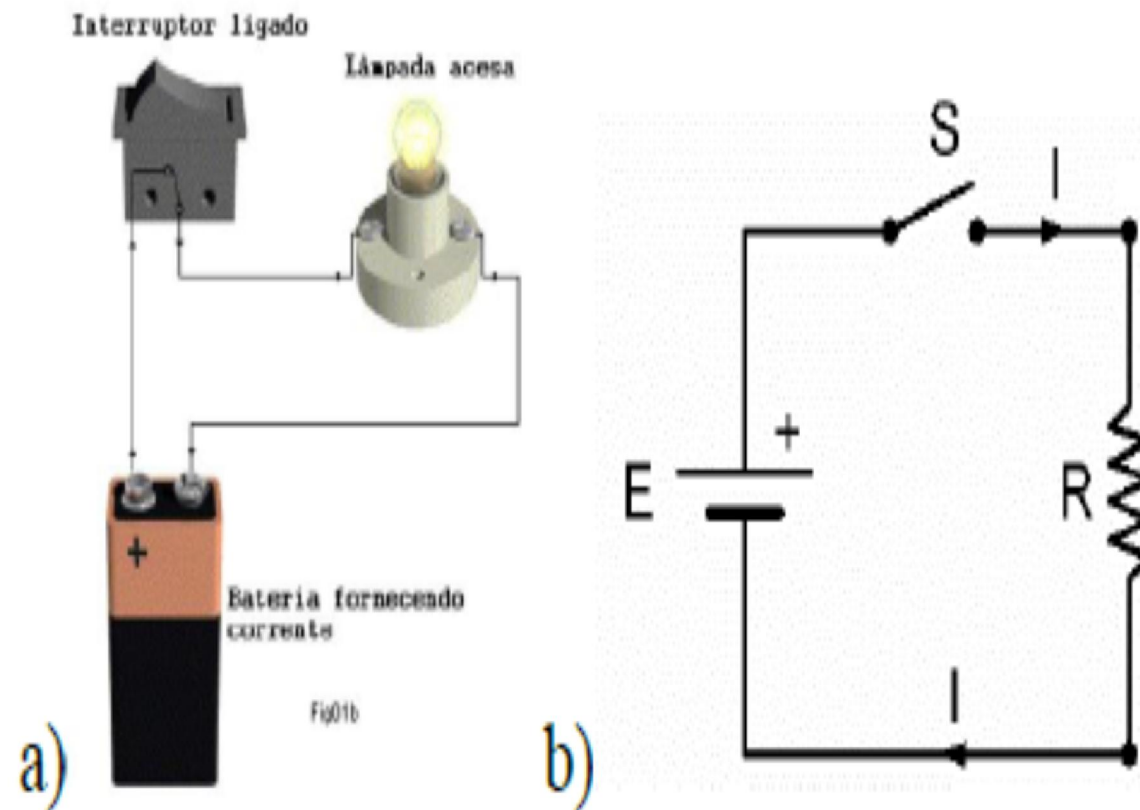 Interruptor ligado
Lâmpada acesa
+
Bateria fornecendo
corrente
Fig01b
a)
S
I
+
E
R
I
b)